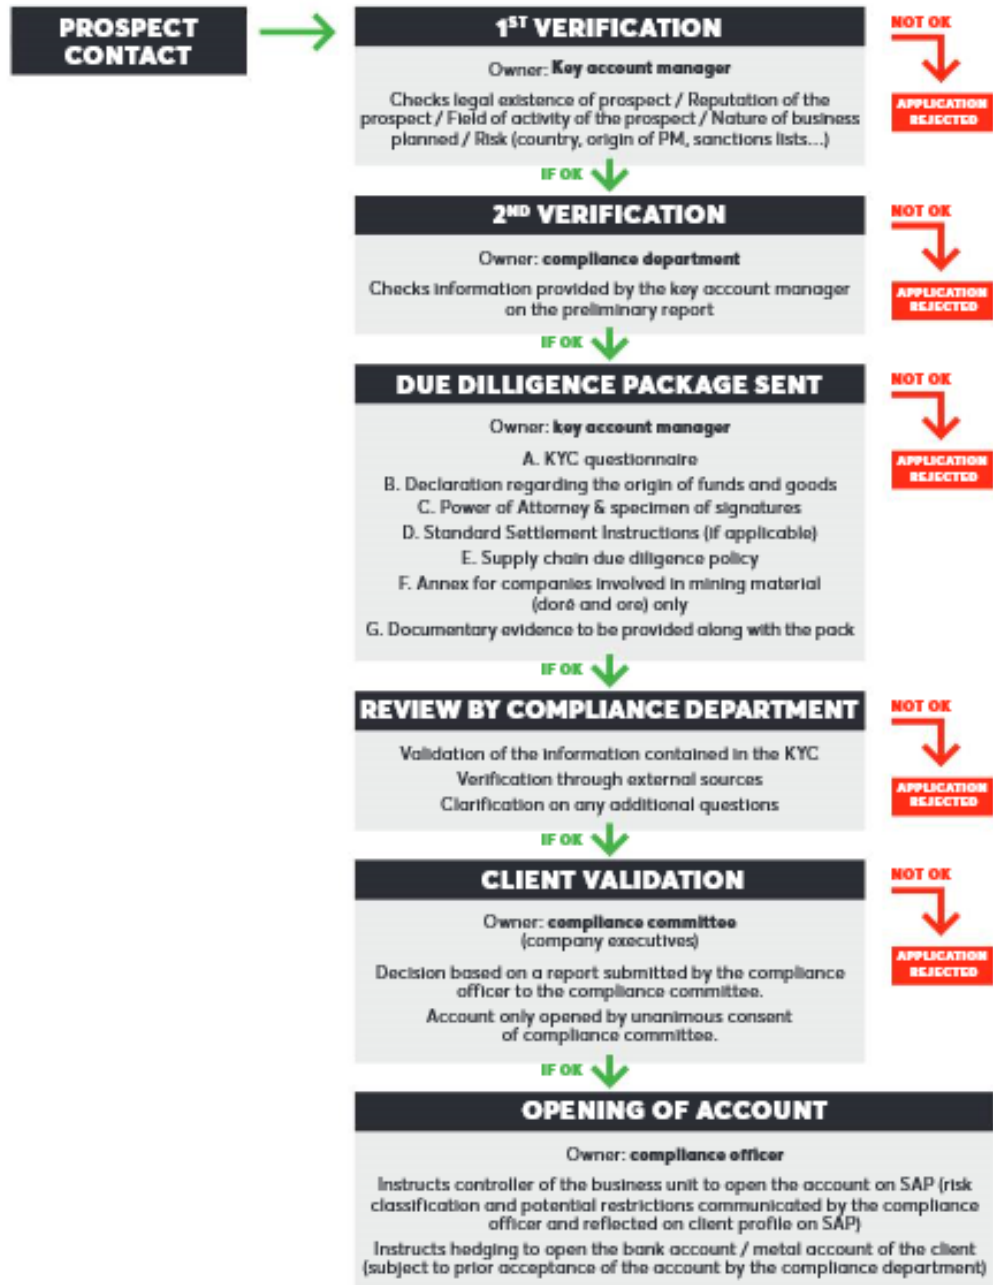 PROSPECT
CONTACT
1ST VERIFICATION
Owner: Key account manager
Checks legal existence of prospect / Reputation of the
prospect / Field of activity of the prospect / Nature of business
planned / Risk (country, origin of PM, sanctions lists...)
NOT OK
APPLICATION
REJECTED
IF OK
2ND VERIFICATION
Owner: compliance department
Checks information provided by the key account manager
on the preliminary report
NOT OK
APPLICATION
REJECTED
IF OK
DUE DILLIGENCE PACKAGE SENT
Owner: key account manager
A. KYC questionnaire
B. Declaration regarding the origin of funds and goods
C. Power of Attorney & specimen of signatures
D. Standard Settlement Instructions (if applicable)
E. Supply chain due diligence policy
F. Annex for companies involved in mining material
(doré and ore) only
G. Documentary evidence to be provided along with the pack
NOT OK
APPLICATION
REJECTED
IF OK
REVIEW BY COMPLIANCE DEPARTMENT
Validation of the information contained in the KYC
Verification through external sources
Clarification on any additional questions
NOT OK
APPLICATION
REJECTED
IF OK
CLIENT VALIDATION
Owner: compliance committee
(company executives)
Decision based on a report submitted by the compliance
officer to the compliance committee.
Account only opened by unanimous consent
of compliance committee.
NOT OK
APPLICATION
REJECTED
IF OK
OPENING OF ACCOUNT
Owner: compliance officer
Instructs controller of the business unit to open the account on SAP (risk
classification and potential restrictions communicated by the compliance
officer and reflected on client profile on SAP)
Instructs hedging to open the bank account / metal account of the client
(subject to prior acceptance of the account by the compliance department)